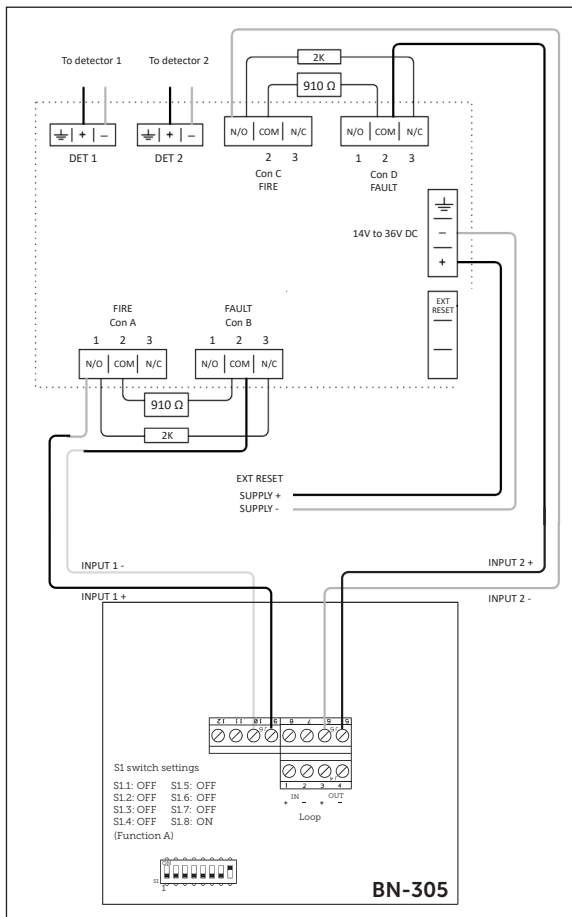 2K
To detector 1 To detector 2
910 Ω
+ – + – N/O COM N/C N/O COM N/C
DET 1 DET 2 2 3 1 2 3
Con C Con D
FIRE FAULT
14V to 36V DC –
+
EXT
RESET
FIRE FAULT
Con A Con B
1 2 3 1 2 3
N/O COM N/C N/O COM N/C
910 Ω
2K
EXT RESET
SUPPLY +
SUPPLY -
INPUT 1 - INPUT 2 +
INPUT 1 + INPUT 2 -
12 11 10 9 8 7 6 5
S1 switch settings
S1.1: OFF S1.5: OFF
S1.2: OFF S1.6: OFF
S1.3: OFF S1.7: OFF
S1.4: OFF S1.8: ON
(Function A)
1 2 3 4
IN OUT
+ – + –
Loop
ON
S1
1
BN-305